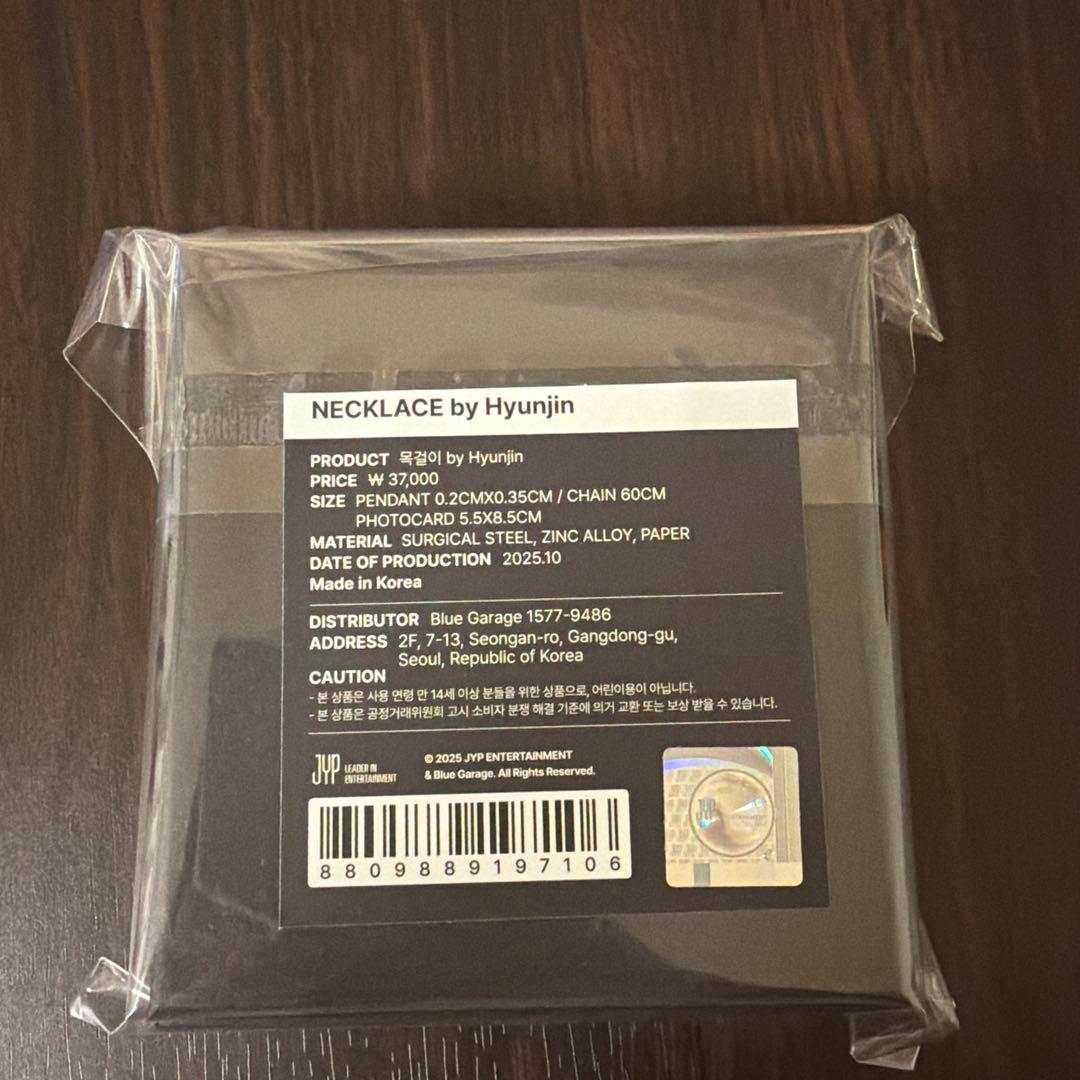 NECKLACE by Hyunjin
PRODUCT 목걸이 by Hyunjin
PRICE ₩ 37,000
SIZE PENDANT 0.2CMX0.35CM / CHAIN 60CM
PHOTOCARD 5.5X8.5CM
MATERIAL SURGICAL STEEL, ZINC ALLOY, PAPER
DATE OF PRODUCTION 2025.10
Made in Korea
DISTRIBUTOR Blue Garage 1577-9486
ADDRESS 2F, 7-13, Seongan-ro, Gangdong-gu,
Seoul, Republic of Korea
CAUTION
- 본 상품은 사용 연령 만 14세 이상 분들을 위한 상품으로, 어린이용이 아닙니다.
- 본 상품은 공정거래위원회 고시 소비자 분쟁 해결 기준에 의거 교환 또는 보상 받을 수 있습니다.
JYP LEADER IN
ENTERTAINMENT
© 2025 JYP ENTERTAINMENT
& Blue Garage. All Rights Reserved.
8809889197106
JYP